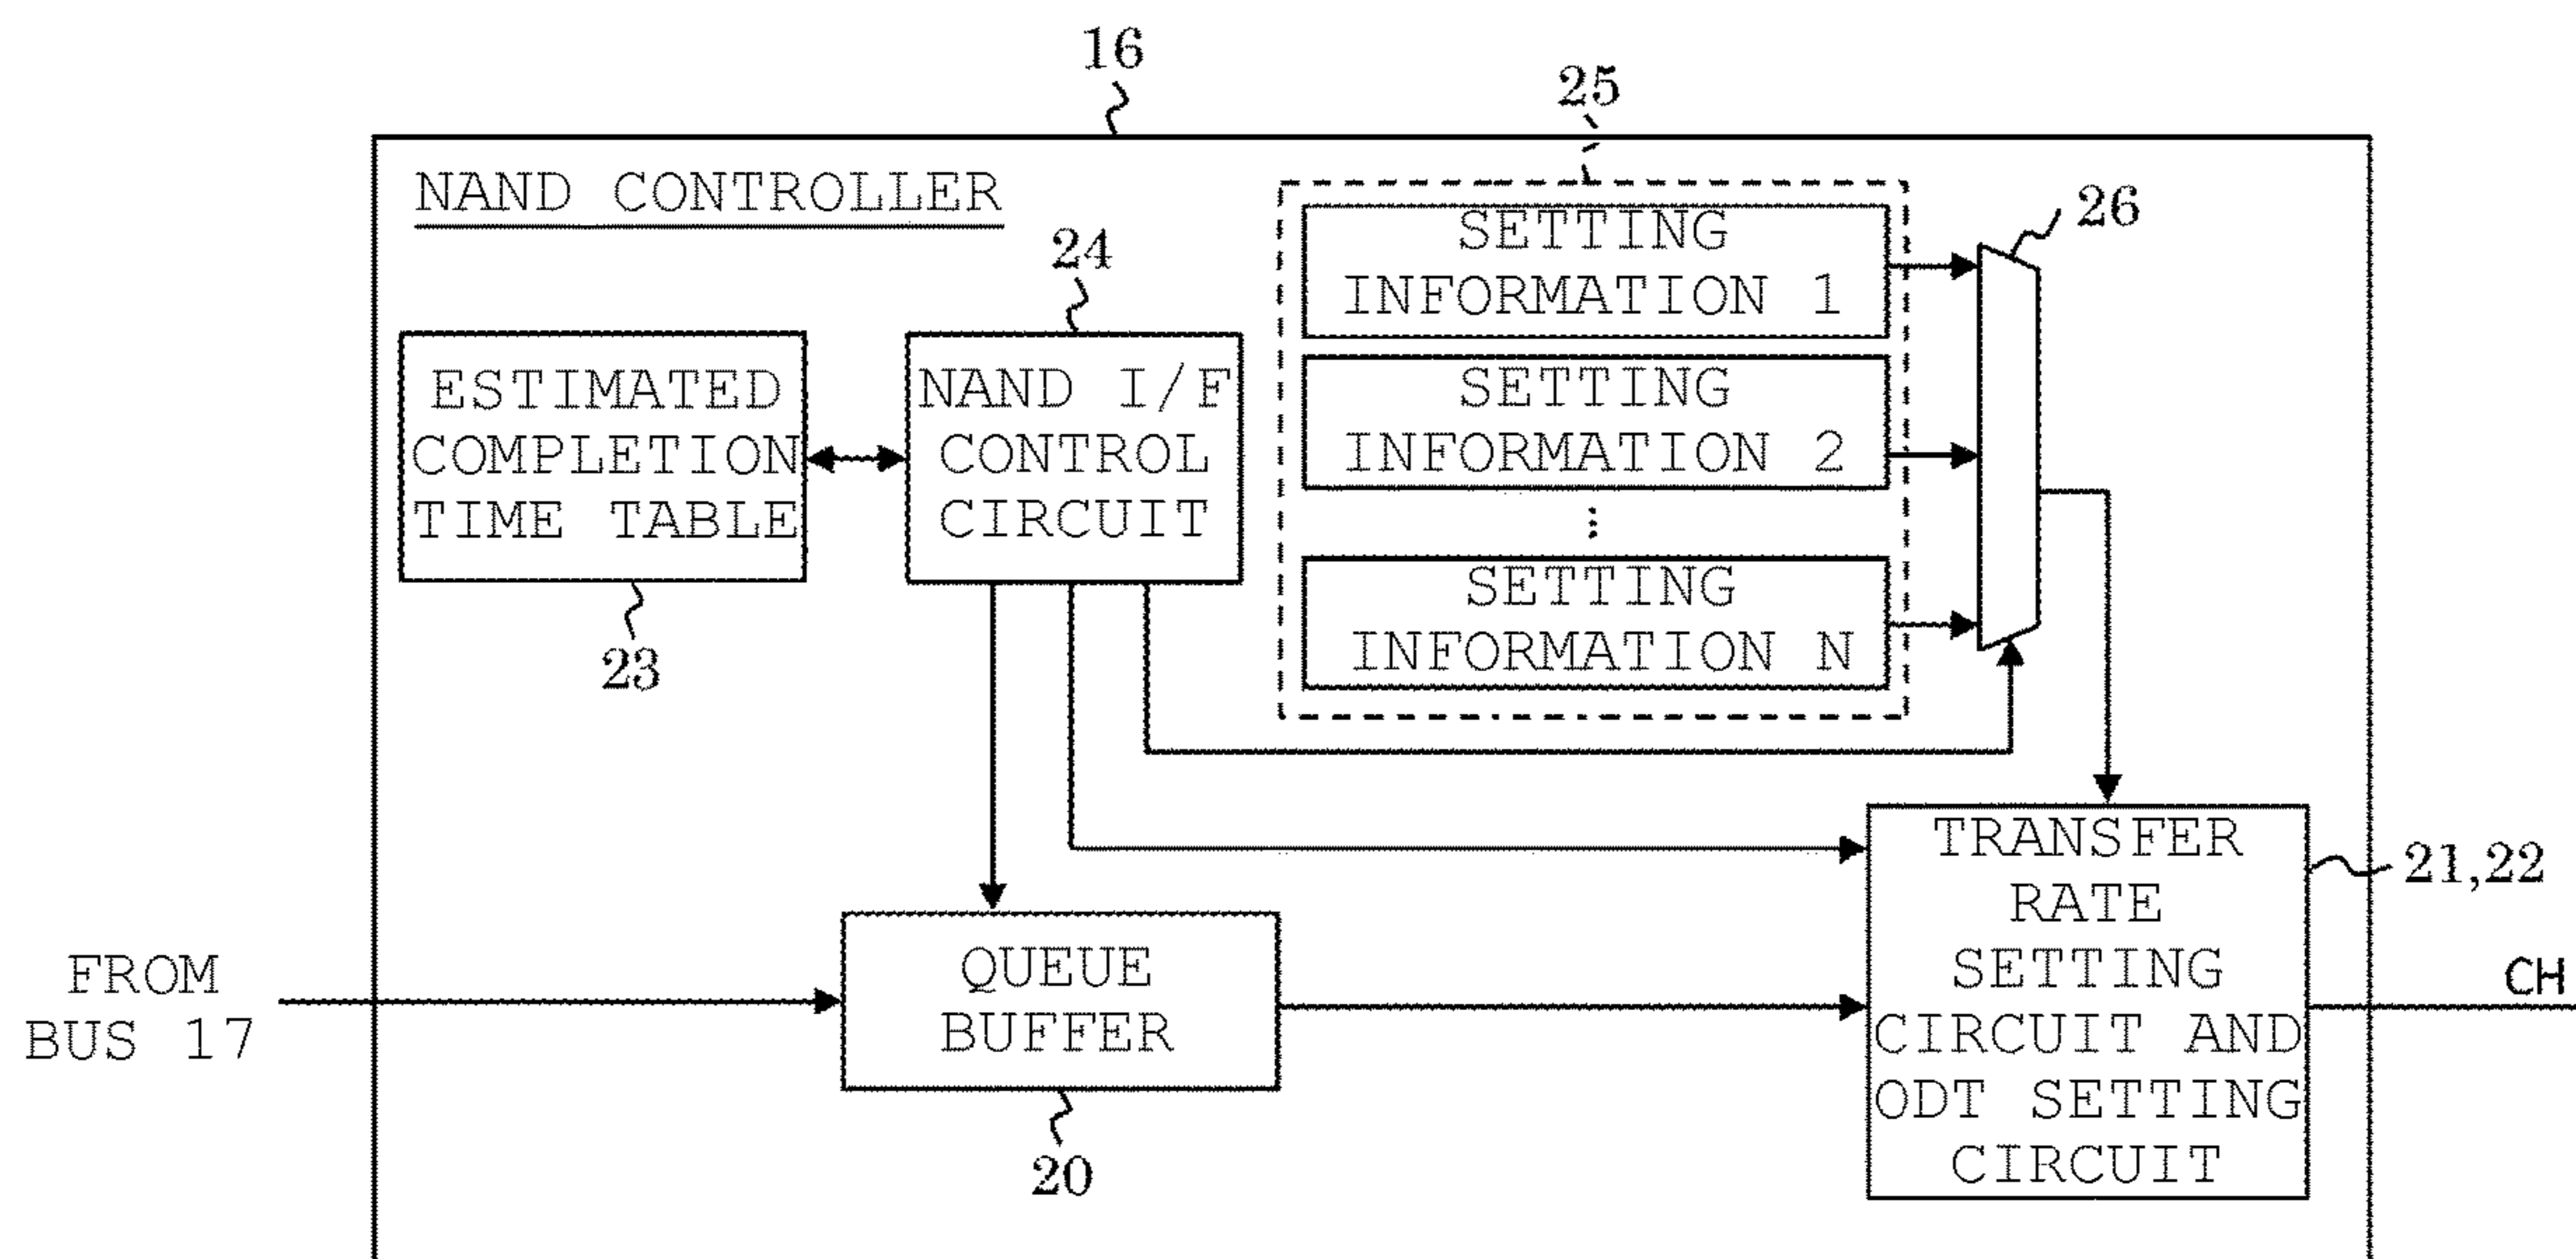 16
25
NAND CONTROLLER
26
24
SETTING
INFORMATION 1
ESTIMATED
COMPLETION
TIME TABLE
NAND I/F
CONTROL
CIRCUIT
SETTING
INFORMATION 2
⋮
SETTING
INFORMATION N
23
TRANSFER
RATE
SETTING
CIRCUIT AND
ODT SETTING
CIRCUIT
21,22
FROM
BUS 17
QUEUE
BUFFER
CH
20